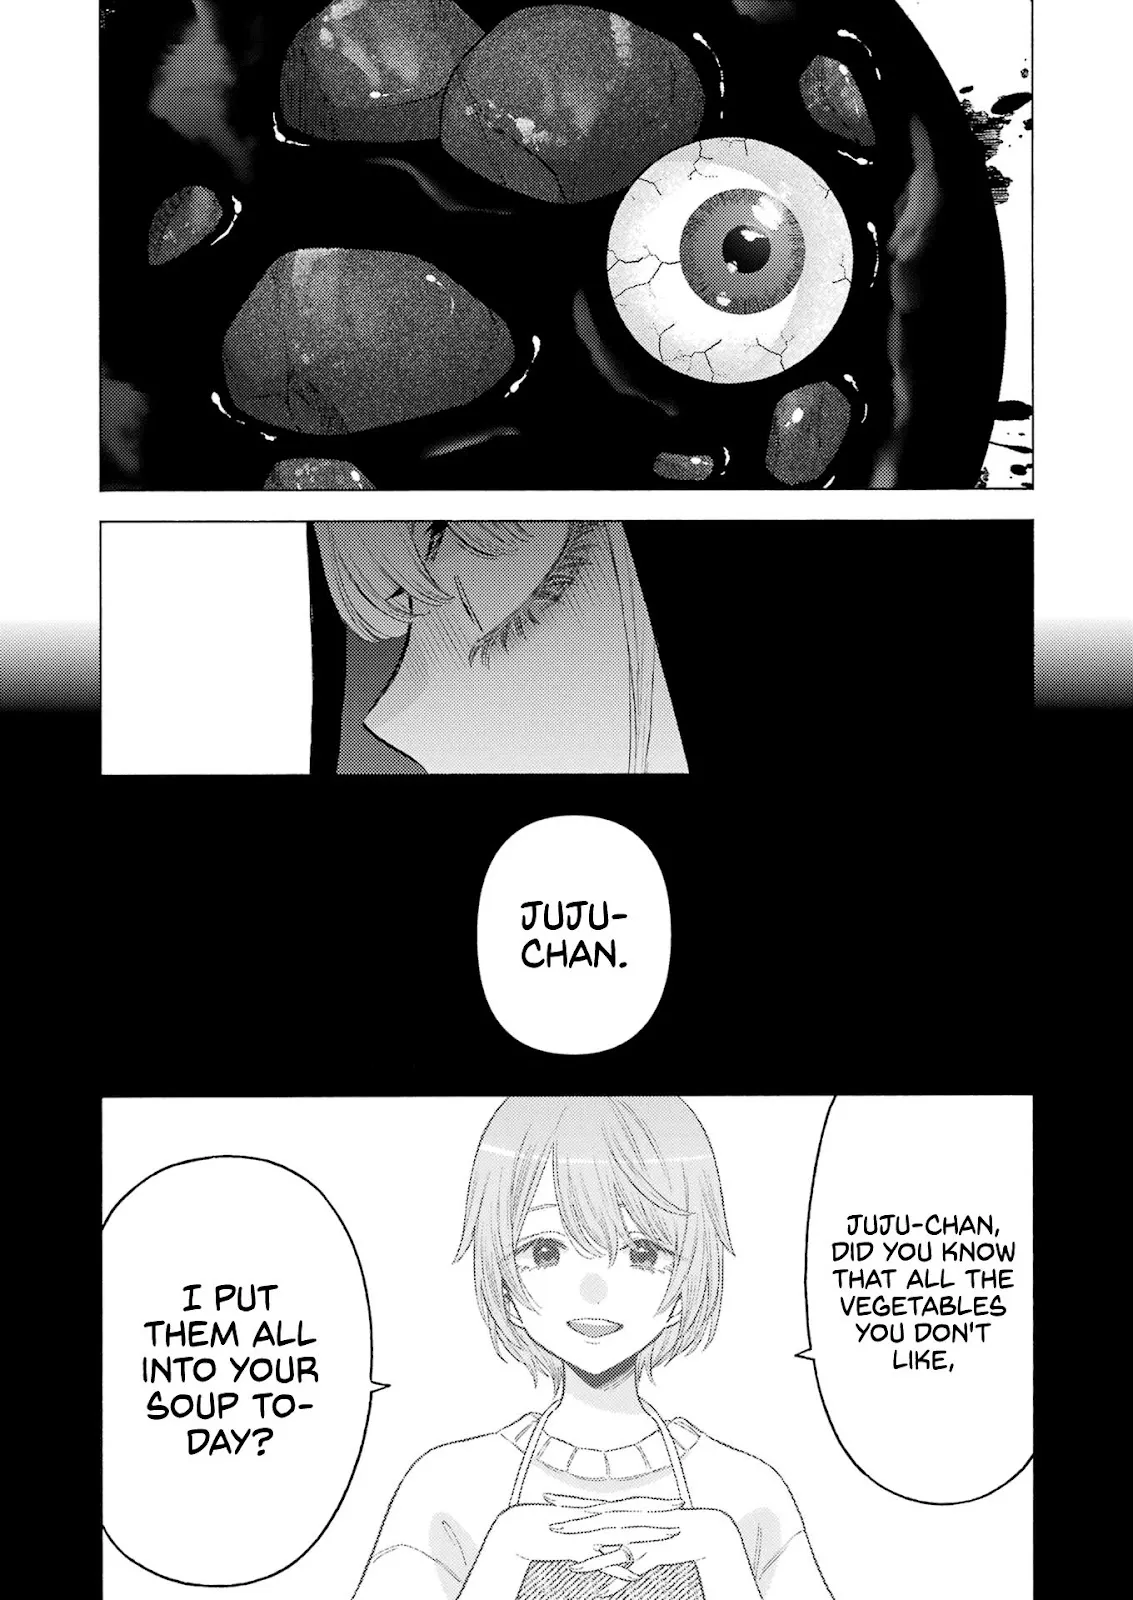 JUJU-
CHAN.
JUJU-CHAN,
DID YOU KNOW
THAT ALL THE
VEGETABLES
YOU DON'T
LIKE,
I PUT
THEM ALL
INTO YOUR
SOUP TO-
DAY?